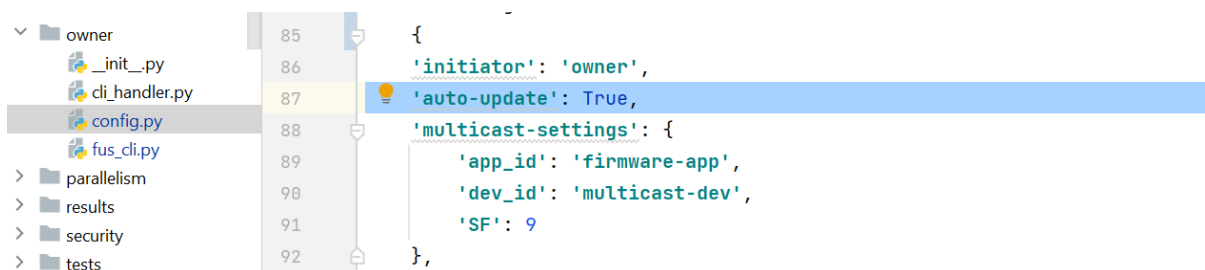 owner
__init__.py
cli_handler.py
config.py
fus_cli.py
parallelism
results
security
tests
85 {
86 'initiator': 'owner',
87 'auto-update': True,
88 'multicast-settings': {
89 'app_id': 'firmware-app',
90 'dev_id': 'multicast-dev',
91 'SF': 9
92 },